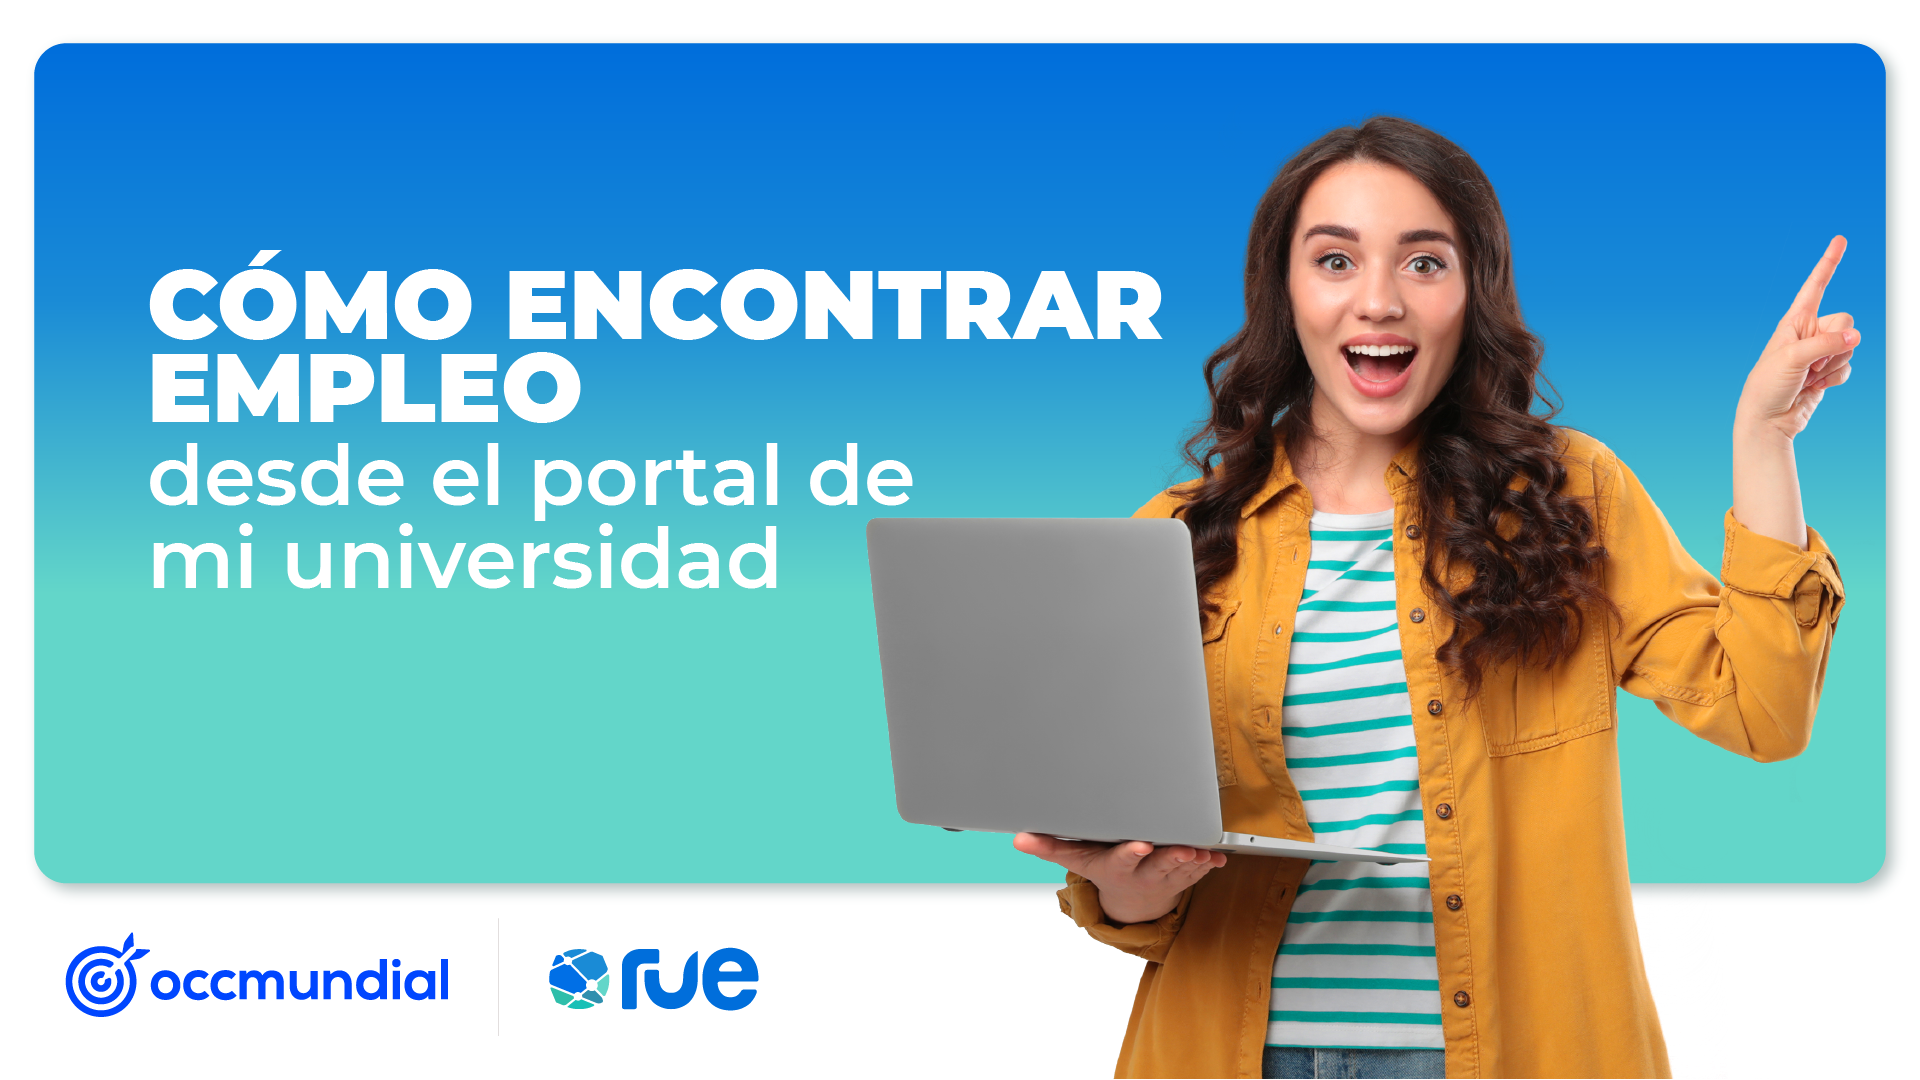 CÓMO ENCONTRAR
EMPLEO
desde el portal de
mi universidad
occmundial
rue